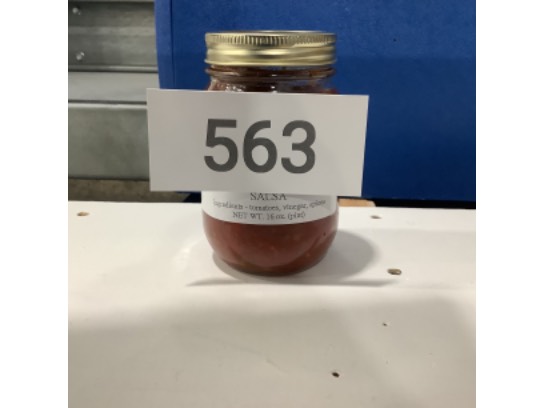 563
SALSA
Ingredients - tomatoes, vinegar, spices
NET WT. 16 oz. (pint)